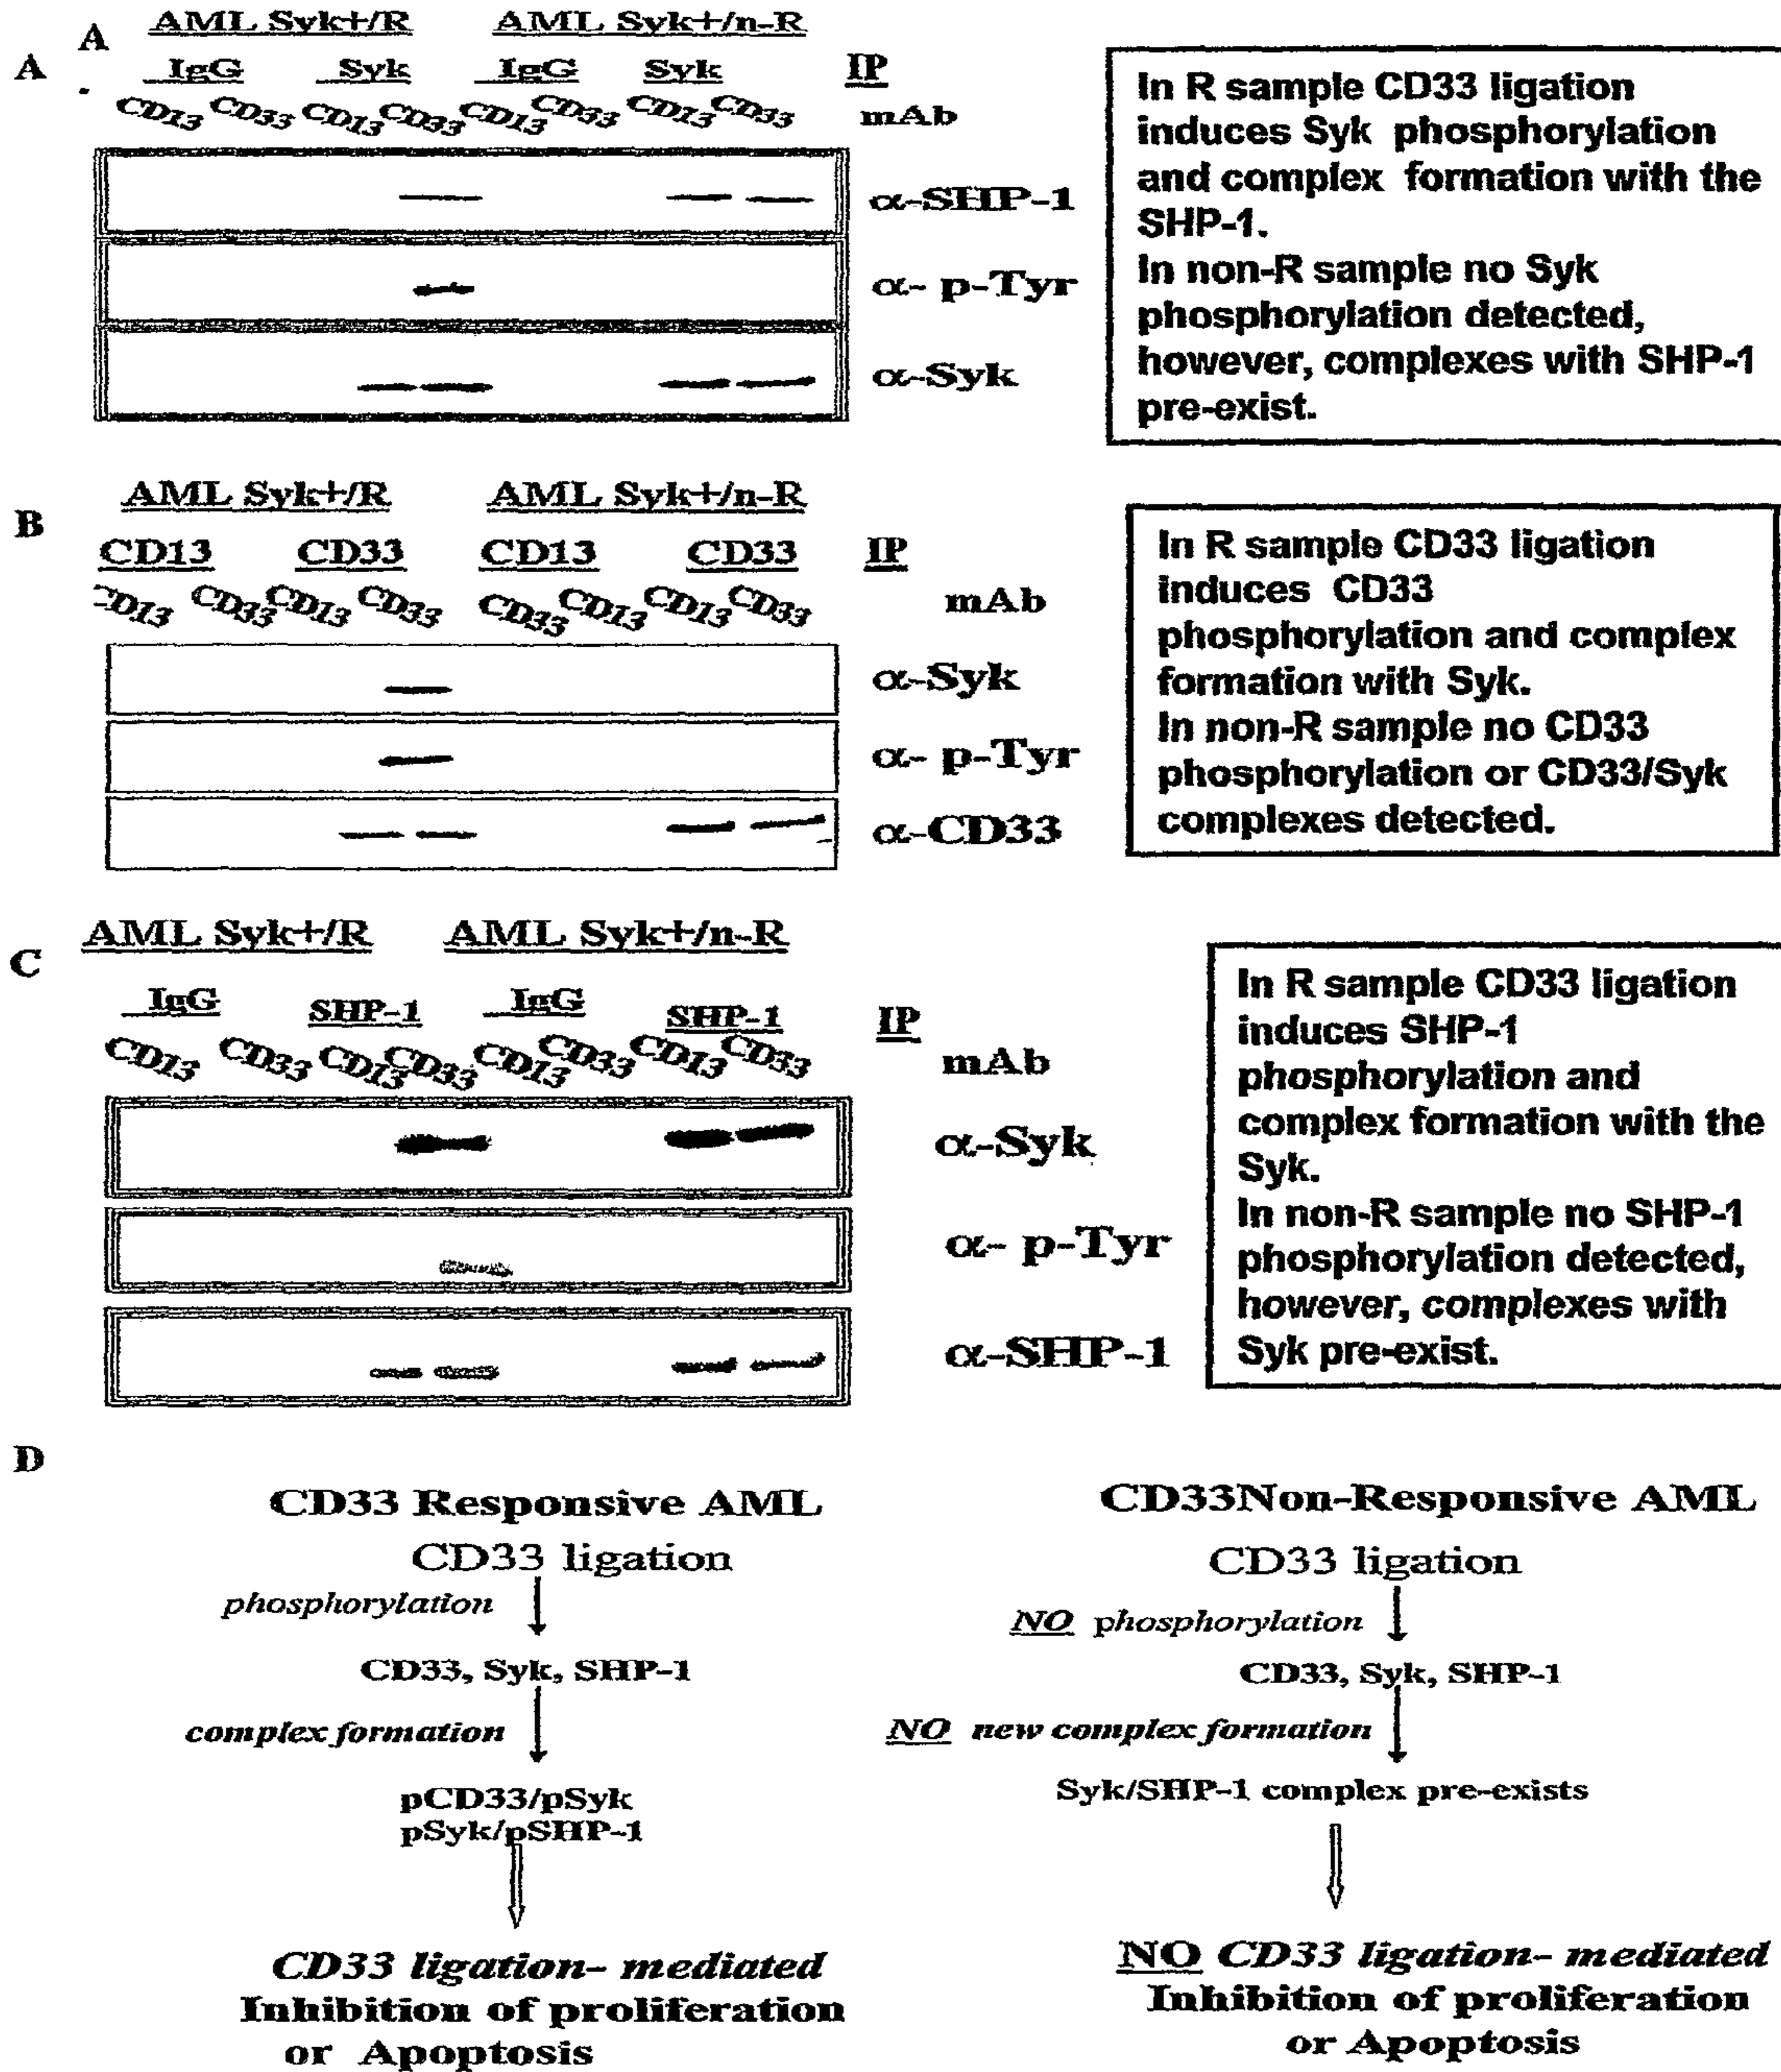 A
AML Syk+/R AML Syk+/n-R
A IgG Syk IgG Syk IP
CD13 CD33 CD13 CD33 CD13 CD33 CD13 CD33 mAb
α-SHP-1
α- p-Tyr
α-Syk
In R sample CD33 ligation
induces Syk phosphorylation
and complex formation with the
SHP-1.
In non-R sample no Syk
phosphorylation detected,
however, complexes with SHP-1
pre-exist.
B
AML Syk+/R AML Syk+/n-R
CD13 CD33 CD13 CD33 IP
CD13 CD33 CD13 CD33 CD33 CD13 CD13 CD33 mAb
α-Syk
α- p-Tyr
α-CD33
In R sample CD33 ligation
induces CD33
phosphorylation and complex
formation with Syk.
In non-R sample no CD33
phosphorylation or CD33/Syk
complexes detected.
C
AML Syk+/R AML Syk+/n-R
IgG SHP-1 IgG SHP-1 IP
CD13 CD33 CD13 CD33 CD13 CD33 CD13 CD33 mAb
α-Syk
α- p-Tyr
α-SHP-1
In R sample CD33 ligation
induces SHP-1
phosphorylation and
complex formation with the
Syk.
In non-R sample no SHP-1
phosphorylation detected,
however, complexes with
Syk pre-exist.
D
CD33 Responsive AML
CD33 ligation
phosphorylation
CD33, Syk, SHP-1
complex formation
pCD33/pSyk
pSyk/pSHP-1
CD33 ligation- mediated
Inhibition of proliferation
or Apoptosis
CD33Non-Responsive AML
CD33 ligation
NO phosphorylation
CD33, Syk, SHP-1
NO new complex formation
Syk/SHP-1 complex pre-exists
NO CD33 ligation- mediated
Inhibition of proliferation
or Apoptosis